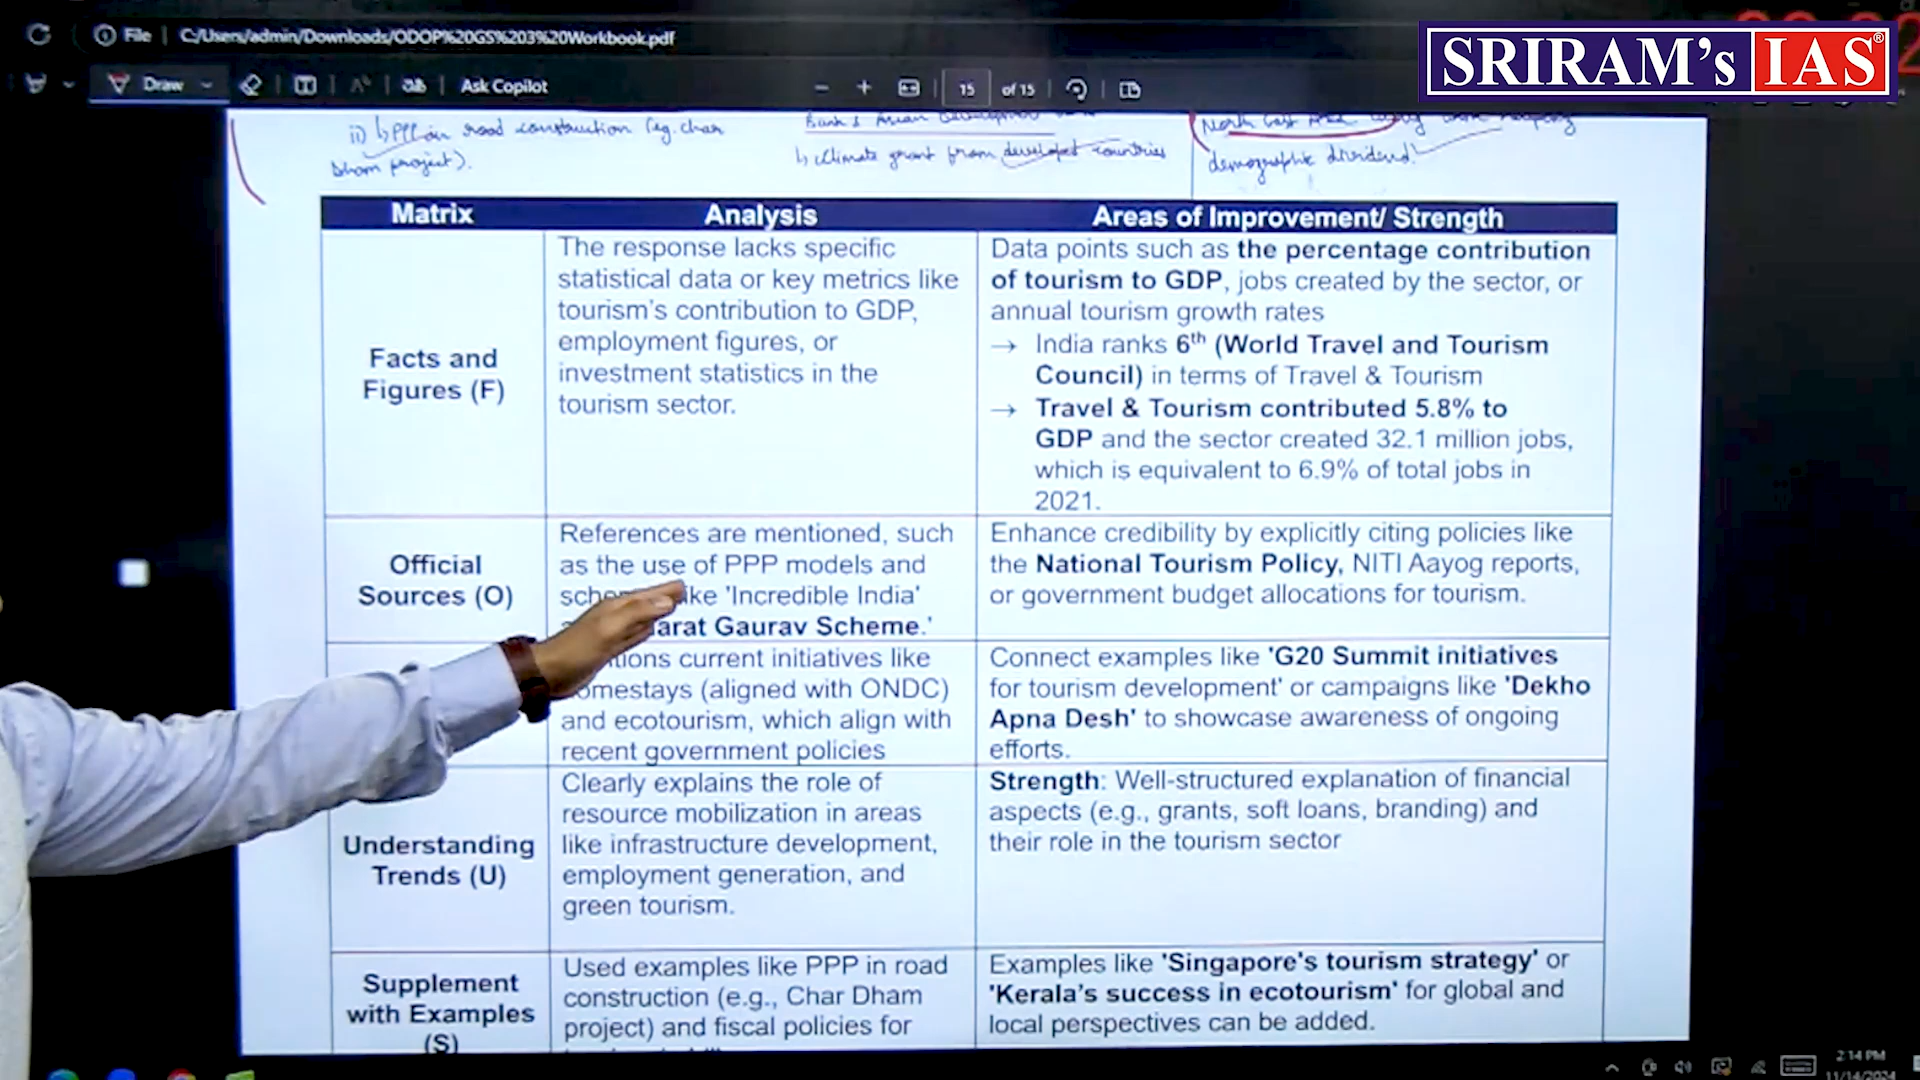 File
C:/Users/admin/Downloads/ODOP%20GS%203%20Workbook.pdf
SRIRAM's IAS®
Draw
Ask Copilot
15 of 15
ii) PPP in road construction (eg. char
dham project).
climate grant from developed countries
demographic dividend.
Matrix Analysis Areas of Improvement/ Strength
Facts and
Figures (F)
The response lacks specific
statistical data or key metrics like
tourism's contribution to GDP,
employment figures, or
investment statistics in the
tourism sector.
Data points such as the percentage contribution
of tourism to GDP, jobs created by the sector, or
annual tourism growth rates
→ India ranks 6th (World Travel and Tourism
Council) in terms of Travel & Tourism
→ Travel & Tourism contributed 5.8% to
GDP and the sector created 32.1 million jobs,
which is equivalent to 6.9% of total jobs in
2021.
Official
Sources (O)
References are mentioned, such
as the use of PPP models and
like 'Incredible India'
Gaurav Scheme.'
Enhance credibility by explicitly citing policies like
the National Tourism Policy, NITI Aayog reports,
or government budget allocations for tourism.
current initiatives like
(aligned with ONDC)
and ecotourism, which align with
recent government policies
Connect examples like 'G20 Summit initiatives
for tourism development' or campaigns like 'Dekho
Apna Desh' to showcase awareness of ongoing
efforts.
Understanding
Trends (U)
Clearly explains the role of
resource mobilization in areas
like infrastructure development,
employment generation, and
green tourism.
Strength: Well-structured explanation of financial
aspects (e.g., grants, soft loans, branding) and
their role in the tourism sector
Supplement
with Examples
(S)
Used examples like PPP in road
construction (e.g., Char Dham
project) and fiscal policies for
Examples like 'Singapore's tourism strategy' or
'Kerala's success in ecotourism' for global and
local perspectives can be added.
2:14 PM
11/14/2024